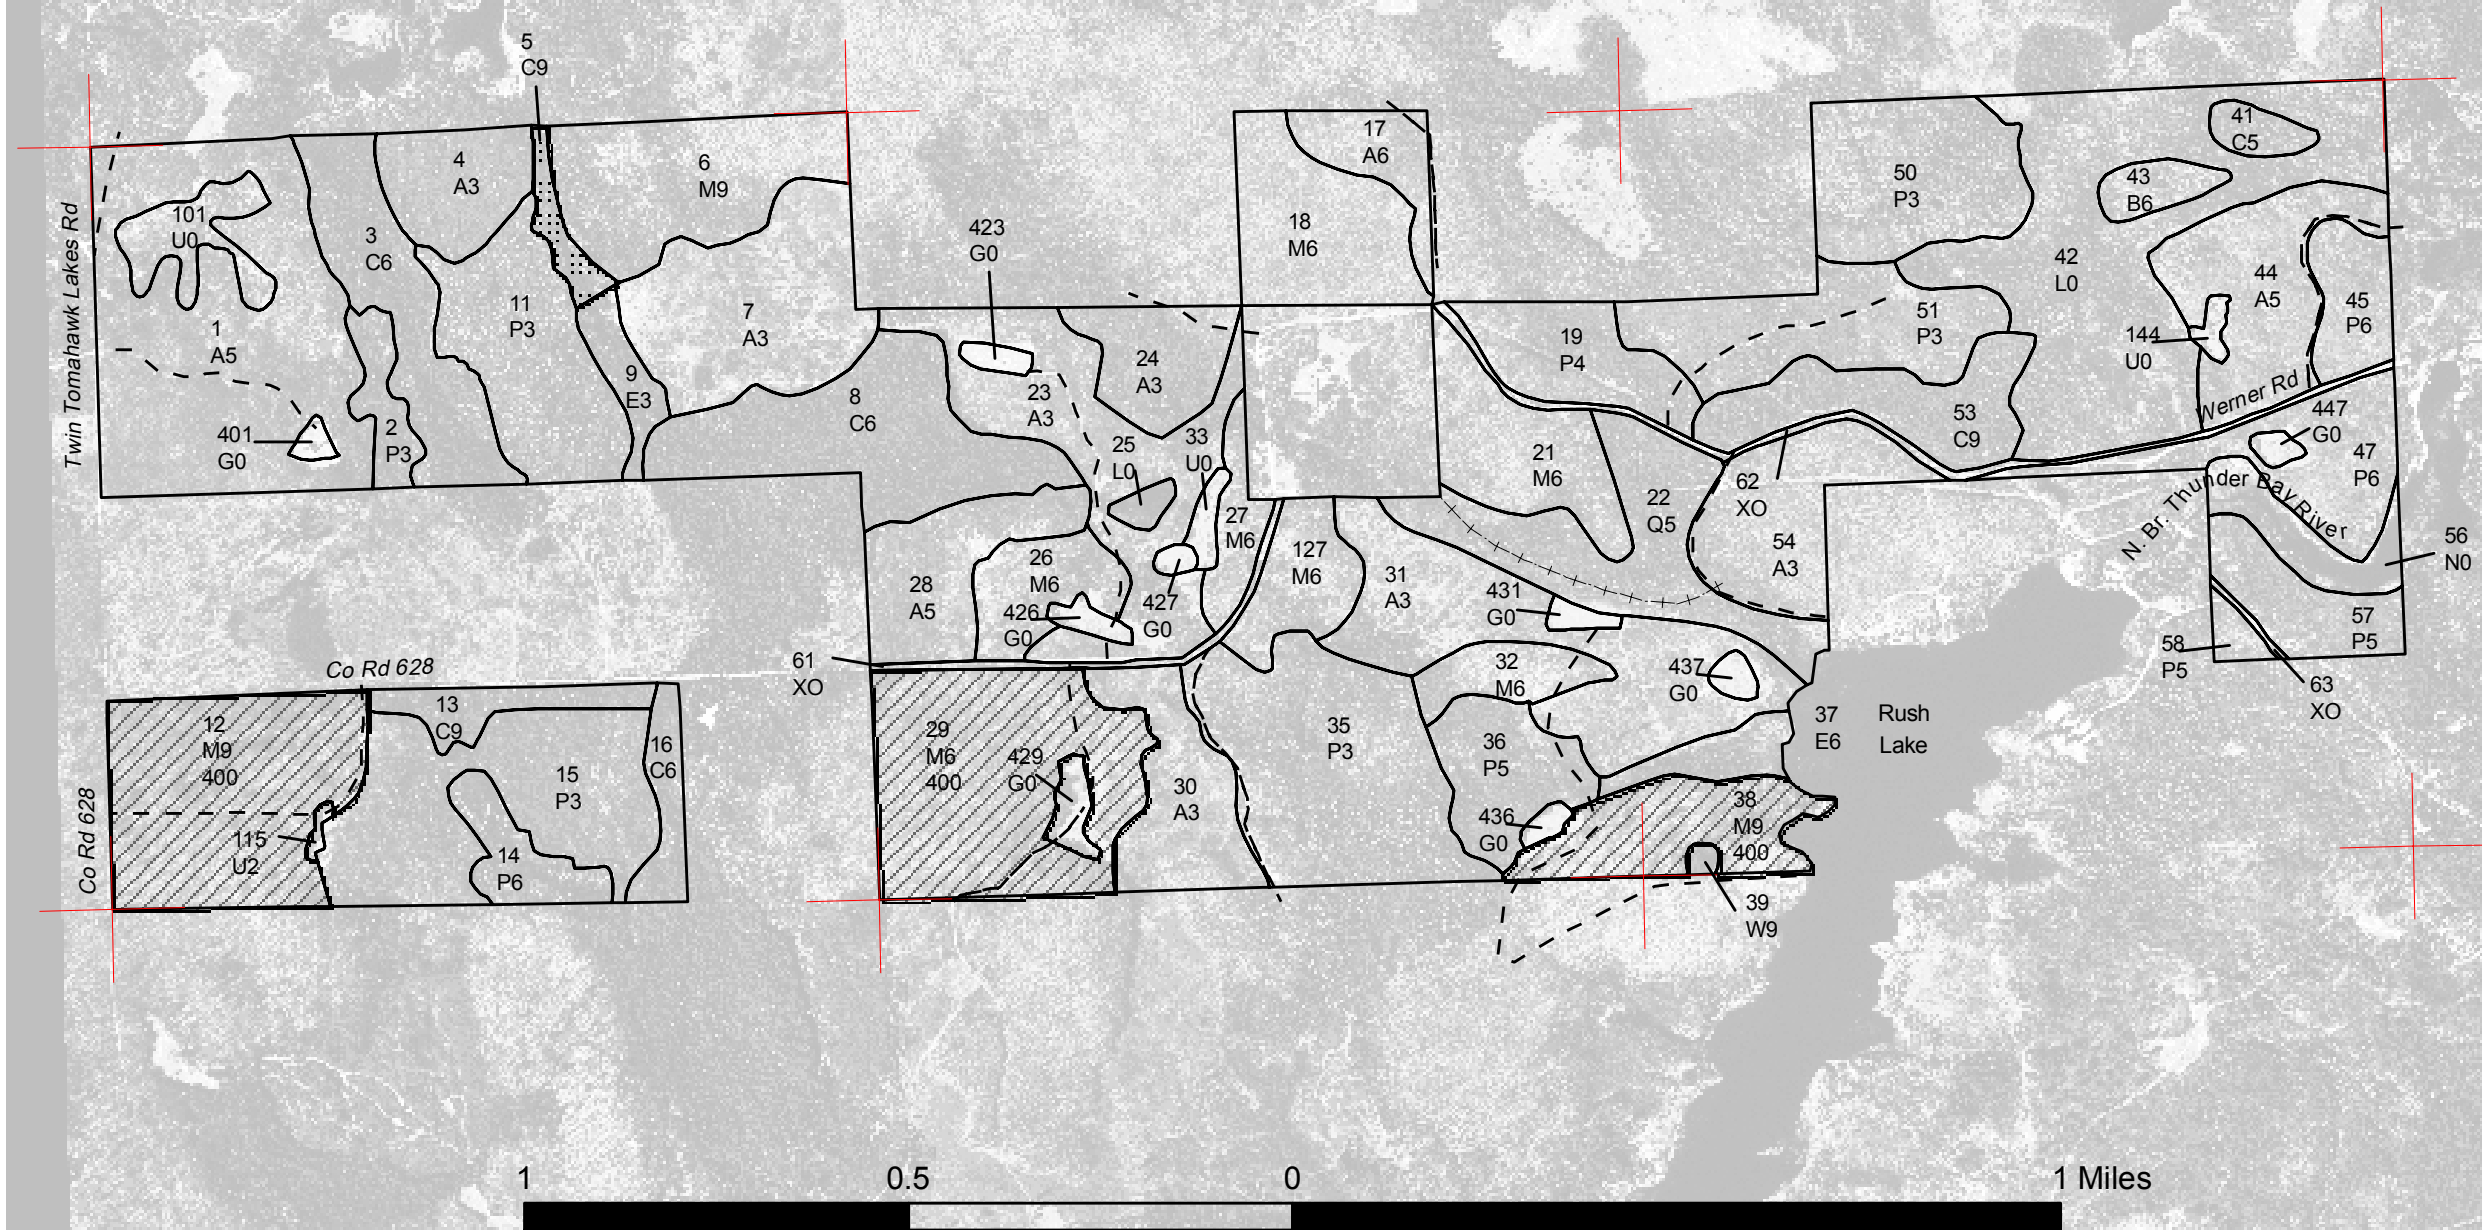 5
C9
41
C5
17
A6
4
A3
6
M9
50
P3
43
B6
101
U0
18
M6
423
G0
3
C6
42
L0
44
A5
45
P6
11
P3
7
A3
51
P3
19
P4
1
A5
144
U0
24
A3
9
E3
23
A3
8
C6
Werner Rd
Twin Tomahawk Lakes Rd
53
C9
447
G0
401
G0
2
P3
25
L0
33
U0
21
M6
47
P6
62
XO
22
Q5
N. Br. Thunder Bay River
27
M6
127
M6
54
A3
56
N0
26
M6
28
A5
31
A3
431
G0
426
G0
427
G0
57
P5
58
P5
61
XO
Co Rd 628
32
M6
437
G0
63
XO
13
C9
12
M9
400
29
M6
400
35
P3
37
E6
Rush
Lake
16
C6
36
P5
429
G0
15
P3
30
A3
38
M9
400
436
G0
115
U2
Co Rd 628
14
P6
39
W9
1
0.5
0
1 Miles